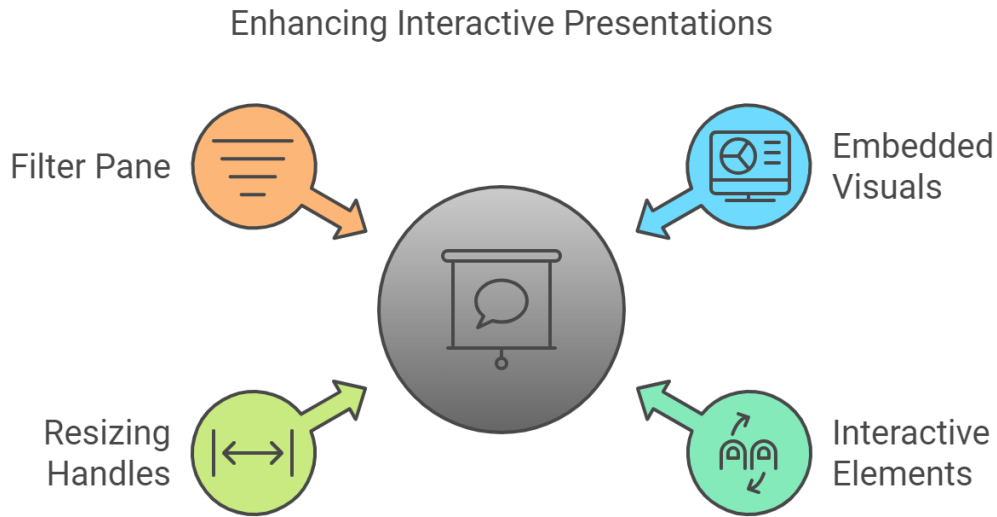 Enhancing Interactive Presentations
Filter Pane
Embedded
Visuals
Resizing
Handles
Interactive
Elements